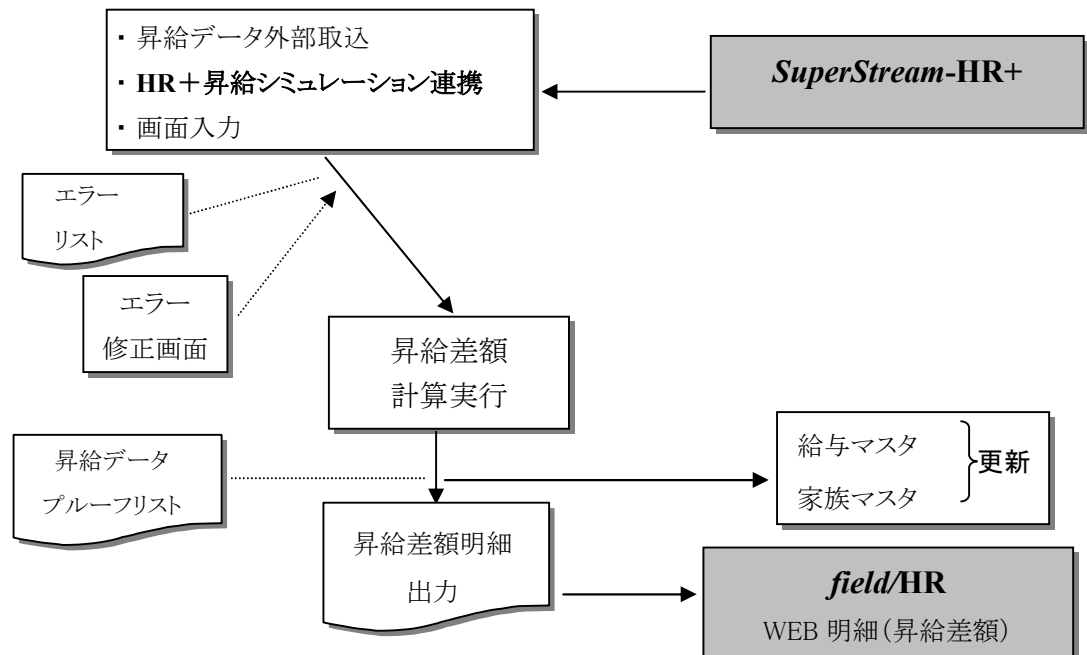 ・ 昇給データ外部取込
・ HR＋昇給シミュレーション連携
・ 画面入力
SuperStream-HR+
エラー
リスト
エラー
修正画面
昇給差額
計算実行
昇給データ
プルーフリスト
給与マスタ
家族マスタ
更新
昇給差額明細
出力
field/HR
WEB 明細（昇給差額）